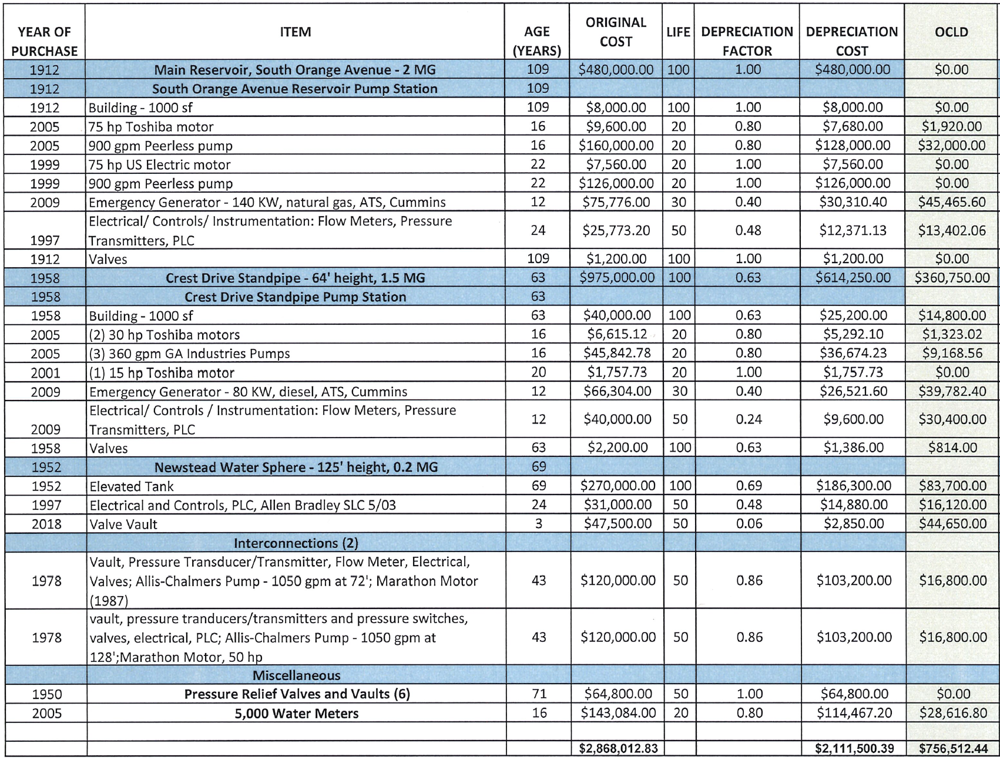 YEAR OF PURCHASE | ITEM | AGE (YEARS) | ORIGINAL COST | LIFE | DEPRECIATION FACTOR | DEPRECIATION COST | OCLD
1912 | Main Reservoir, South Orange Avenue - 2 MG | 109 | $480,000.00 | 100 | 1.00 | $480,000.00 | $0.00
1912 | South Orange Avenue Reservoir Pump Station | 109
1912 | Building - 1000 sf | 109 | $8,000.00 | 100 | 1.00 | $8,000.00 | $0.00
2005 | 75 hp Toshiba motor | 16 | $9,600.00 | 20 | 0.80 | $7,680.00 | $1,920.00
2005 | 900 gpm Peerless pump | 16 | $160,000.00 | 20 | 0.80 | $128,000.00 | $32,000.00
1999 | 75 hp US Electric motor | 22 | $7,560.00 | 20 | 1.00 | $7,560.00 | $0.00
1999 | 900 gpm Peerless pump | 22 | $126,000.00 | 20 | 1.00 | $126,000.00 | $0.00
2009 | Emergency Generator - 140 KW, natural gas, ATS, Cummins | 12 | $75,776.00 | 30 | 0.40 | $30,310.40 | $45,465.60
1997 | Electrical/ Controls/ Instrumentation: Flow Meters, Pressure
Transmitters, PLC | 24 | $25,773.20 | 50 | 0.48 | $12,371.13 | $13,402.06
1912 | Valves | 109 | $1,200.00 | 100 | 1.00 | $1,200.00 | $0.00
1958 | Crest Drive Standpipe - 64' height, 1.5 MG | 63 | $975,000.00 | 100 | 0.63 | $614,250.00 | $360,750.00
1958 | Crest Drive Standpipe Pump Station | 63
1958 | Building - 1000 sf | 63 | $40,000.00 | 100 | 0.63 | $25,200.00 | $14,800.00
2005 | (2) 30 hp Toshiba motors | 16 | $6,615.12 | 20 | 0.80 | $5,292.10 | $1,323.02
2005 | (3) 360 gpm GA Industries Pumps | 16 | $45,842.78 | 20 | 0.80 | $36,674.23 | $9,168.56
2001 | (1) 15 hp Toshiba motor | 20 | $1,757.73 | 20 | 1.00 | $1,757.73 | $0.00
2009 | Emergency Generator - 80 KW, diesel, ATS, Cummins | 12 | $66,304.00 | 30 | 0.40 | $26,521.60 | $39,782.40
2009 | Electrical/ Controls / Instrumentation: Flow Meters, Pressure
Transmitters, PLC | 12 | $40,000.00 | 50 | 0.24 | $9,600.00 | $30,400.00
1958 | Valves | 63 | $2,200.00 | 100 | 0.63 | $1,386.00 | $814.00
1952 | Newstead Water Sphere - 125' height, 0.2 MG | 69
1952 | Elevated Tank | 69 | $270,000.00 | 100 | 0.69 | $186,300.00 | $83,700.00
1997 | Electrical and Controls, PLC, Allen Bradley SLC 5/03 | 24 | $31,000.00 | 50 | 0.48 | $14,880.00 | $16,120.00
2018 | Valve Vault | 3 | $47,500.00 | 50 | 0.06 | $2,850.00 | $44,650.00
Interconnections (2)
1978 | Vault, Pressure Transducer/Transmitter, Flow Meter, Electrical,
Valves; Allis-Chalmers Pump - 1050 gpm at 72'; Marathon Motor
(1987) | 43 | $120,000.00 | 50 | 0.86 | $103,200.00 | $16,800.00
1978 | vault, pressure tranducers/transmitters and pressure switches,
valves, electrical, PLC; Allis-Chalmers Pump - 1050 gpm at
128';Marathon Motor, 50 hp | 43 | $120,000.00 | 50 | 0.86 | $103,200.00 | $16,800.00
Miscellaneous
1950 | Pressure Relief Valves and Vaults (6) | 71 | $64,800.00 | 50 | 1.00 | $64,800.00 | $0.00
2005 | 5,000 Water Meters | 16 | $143,084.00 | 20 | 0.80 | $114,467.20 | $28,616.80
$2,868,012.83 | $2,111,500.39 | $756,512.44